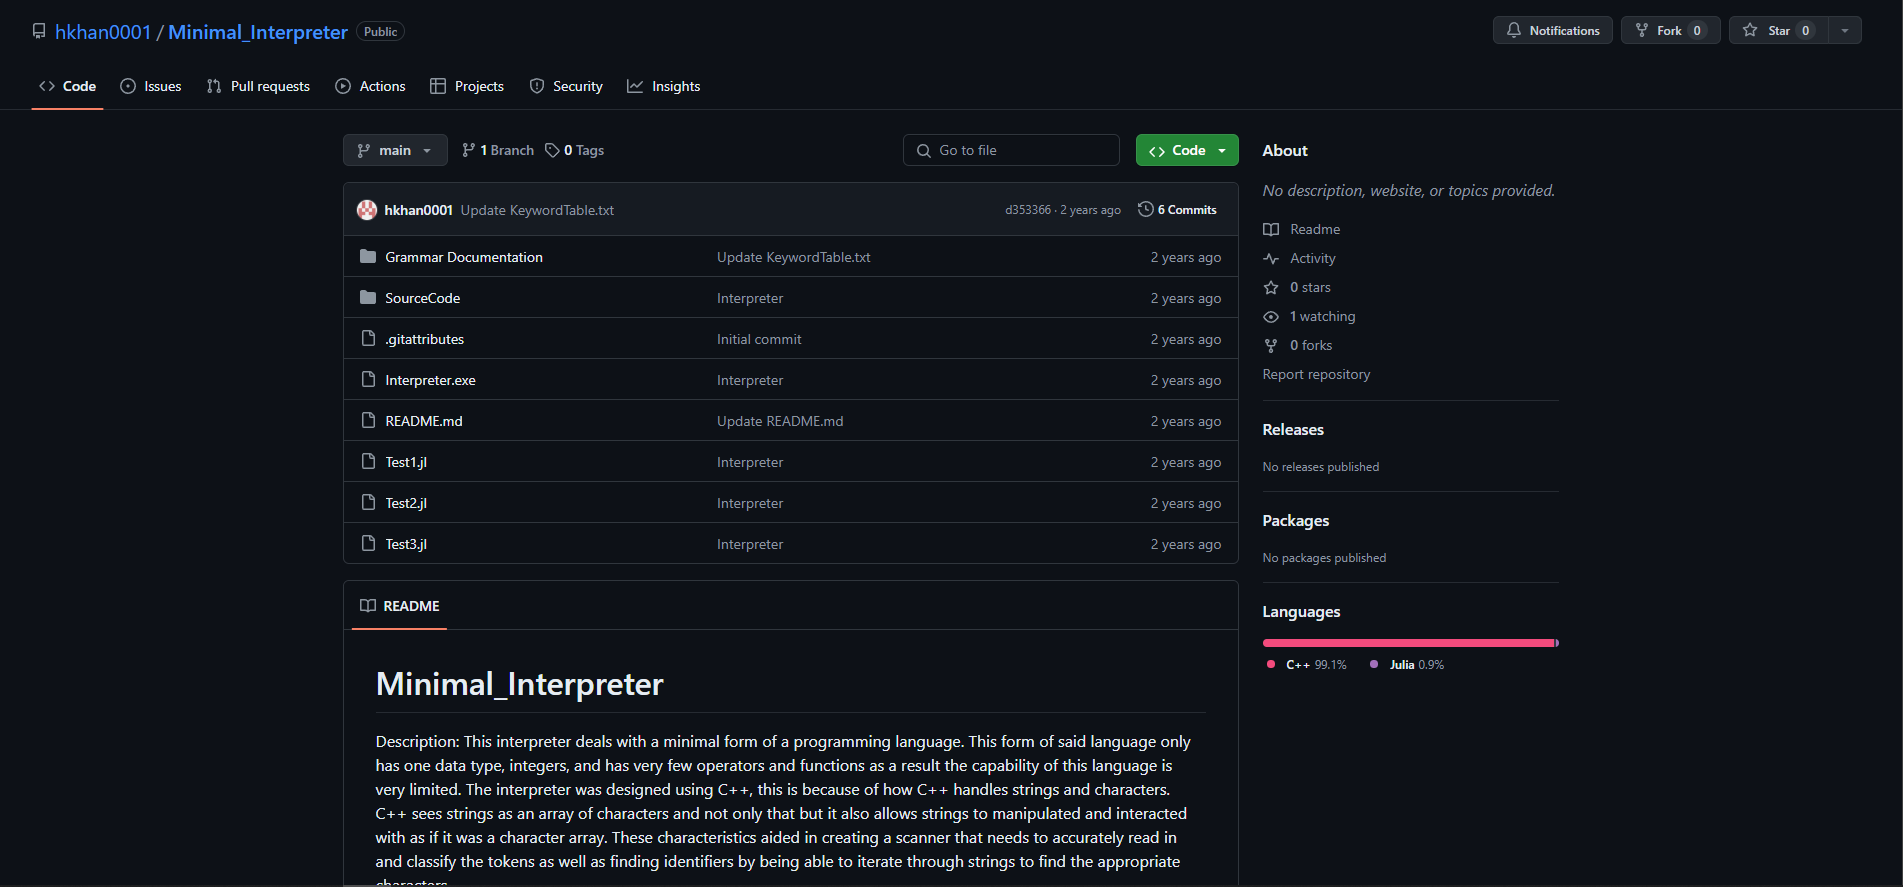 hkhan0001 / Minimal_Interpreter Public
Notifications Fork 0 Star 0
Code Issues Pull requests Actions Projects Security Insights
main 1 Branch 0 Tags Go to file Code
hkhan0001 Update KeywordTable.txt d353366 · 2 years ago 6 Commits
Grammar Documentation Update KeywordTable.txt 2 years ago
SourceCode Interpreter 2 years ago
.gitattributes Initial commit 2 years ago
Interpreter.exe Interpreter 2 years ago
README.md Update README.md 2 years ago
Test1.jl Interpreter 2 years ago
Test2.jl Interpreter 2 years ago
Test3.jl Interpreter 2 years ago
README
Minimal_Interpreter
Description: This interpreter deals with a minimal form of a programming language. This form of said language only
has one data type, integers, and has very few operators and functions as a result the capability of this language is
very limited. The interpreter was designed using C++, this is because of how C++ handles strings and characters.
C++ sees strings as an array of characters and not only that but it also allows strings to manipulated and interacted
with as if it was a character array. These characteristics aided in creating a scanner that needs to accurately read in
and classify the tokens as well as finding identifiers by being able to iterate through strings to find the appropriate
characters.
About
No description, website, or topics provided.
Readme
Activity
0 stars
1 watching
0 forks
Report repository
Releases
No releases published
Packages
No packages published
Languages
C++ 99.1% Julia 0.9%